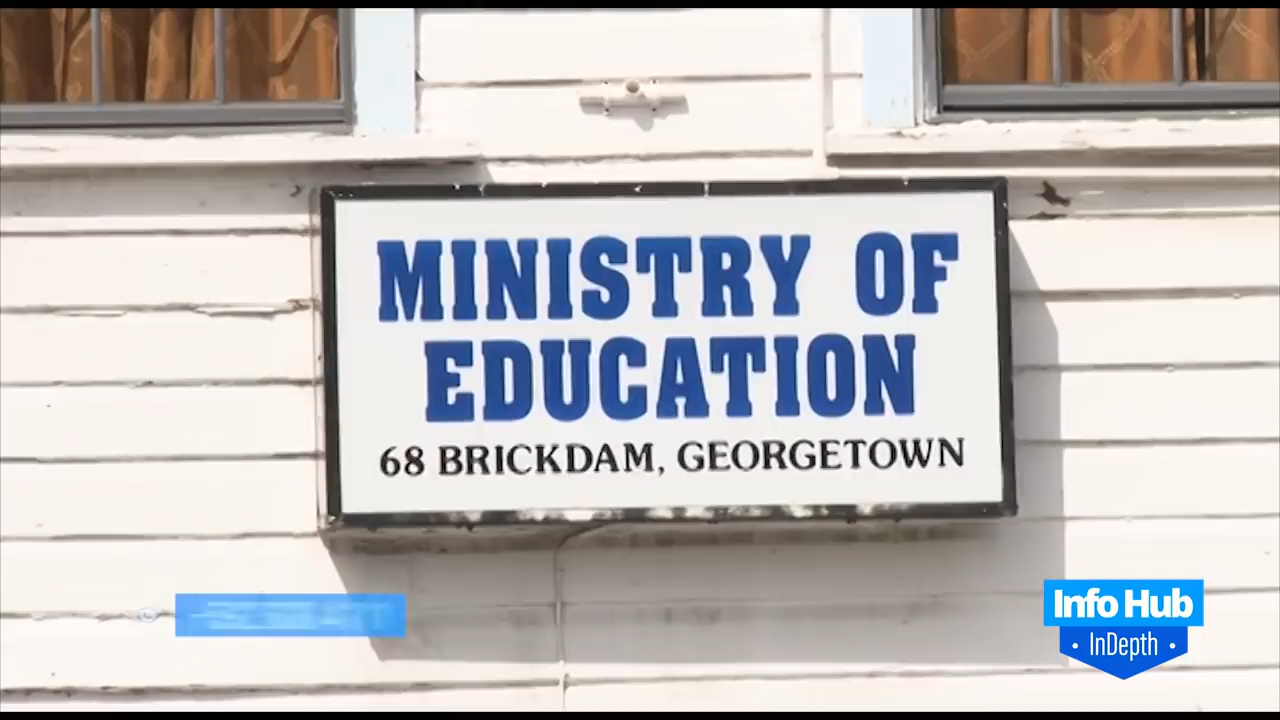 MINISTRY OF
EDUCATION
68 BRICKDAM, GEORGETOWN
Info Hub
• InDepth •